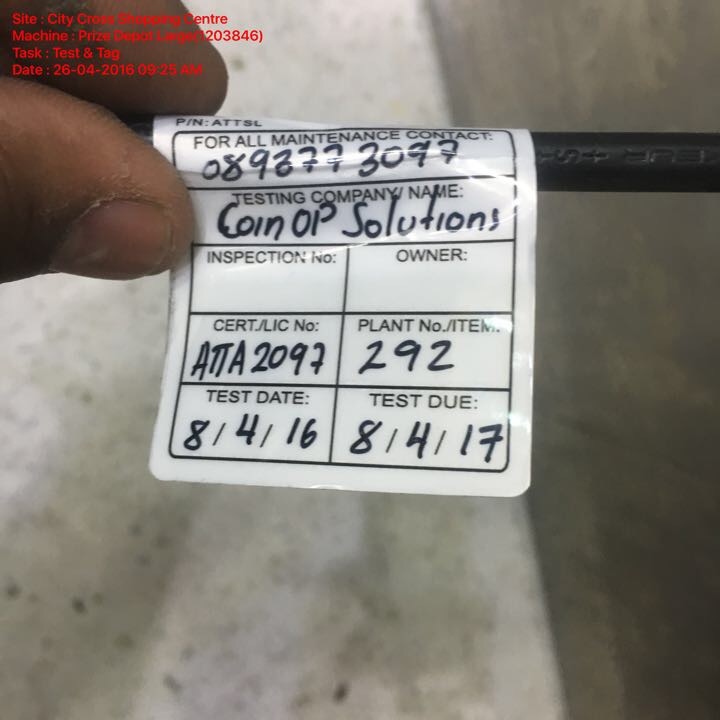 Site : City Cross Shopping Centre
Machine : Prize Depot Large(1203846)
Task : Test & Tag
Date : 26-04-2016 09:25 AM
P/N: ATTSL
FOR ALL MAINTENANCE CONTACT:
0893773097
TESTING COMPANY/ NAME:
Coin OP Solutions
INSPECTION No: OWNER:
CERT./LIC No: PLANT No./ITEM:
ATTA2097 292
TEST DATE: TEST DUE:
8/4/16 8/4/17